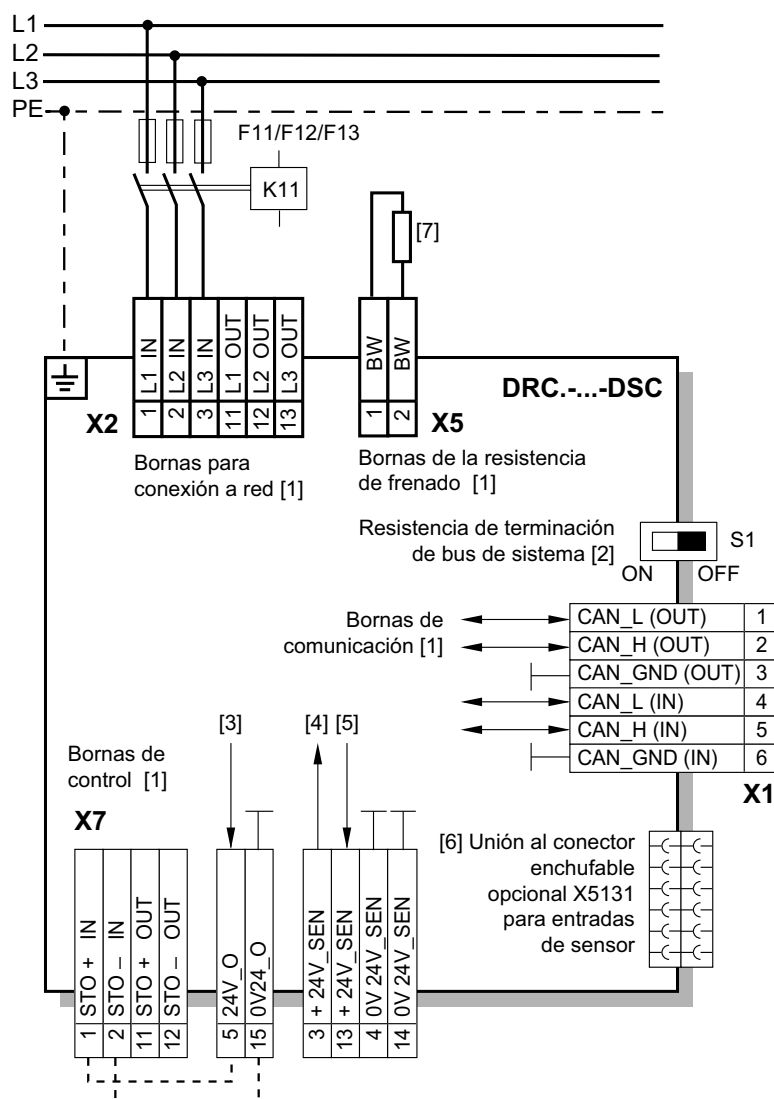 L1
L2
L3
PE
F11/F12/F13
K11
[7]
1 L1 IN
2 L2 IN
3 L3 IN
11 L1 OUT
12 L2 OUT
13 L3 OUT
X2
1 BW
2 BW
X5
DRC.-...-DSC
Bornas para
conexión a red [1]
Bornas de la resistencia
de frenado [1]
Resistencia de terminación
de bus de sistema [2]
S1
ON OFF
Bornas de
comunicación [1]
CAN_L (OUT) 1
CAN_H (OUT) 2
CAN_GND (OUT) 3
CAN_L (IN) 4
CAN_H (IN) 5
CAN_GND (IN) 6
X1
[3] [4] [5]
Bornas de
control [1]
X7
1 STO + IN
2 STO – IN
11 STO + OUT
12 STO – OUT
5 24V_O
15 0V24_O
3 + 24V_SEN
13 + 24V_SEN
4 0V 24V_SEN
14 0V 24V_SEN
[6] Unión al conector
enchufable
opcional X5131
para entradas
de sensor